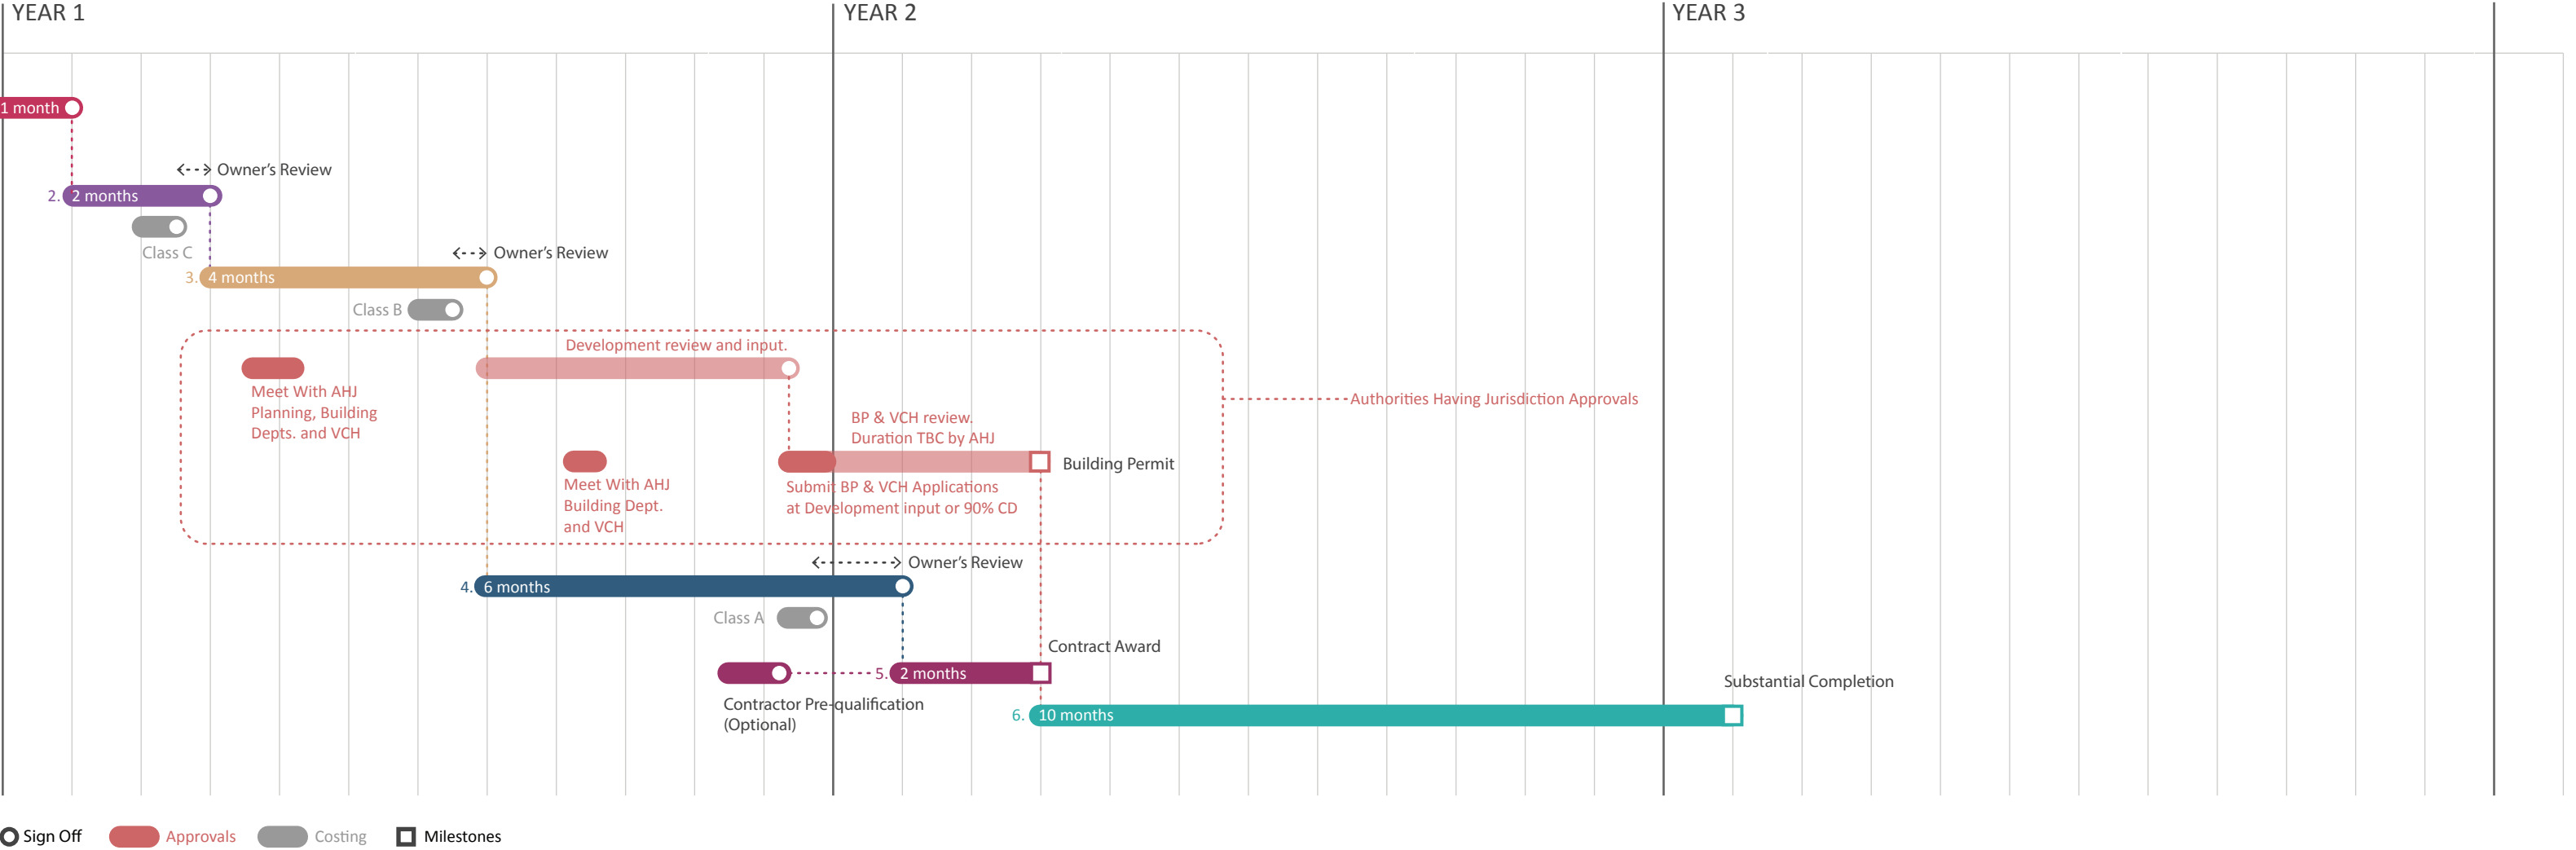 YEAR 1
YEAR 2
YEAR 3
1 month
Owner’s Review
2. 2 months
Class C
Owner’s Review
3. 4 months
Class B
Development review and input.
Meet With AHJ
Planning, Building
Depts. and VCH
Authorities Having Jurisdiction Approvals
BP & VCH review.
Duration TBC by AHJ
Building Permit
Meet With AHJ
Building Dept.
and VCH
Submit BP & VCH Applications
at Development input or 90% CD
Owner’s Review
4. 6 months
Class A
Contract Award
5. 2 months
Contractor Pre-qualification
(Optional)
Substantial Completion
6. 10 months
Sign Off
Approvals
Costing
Milestones